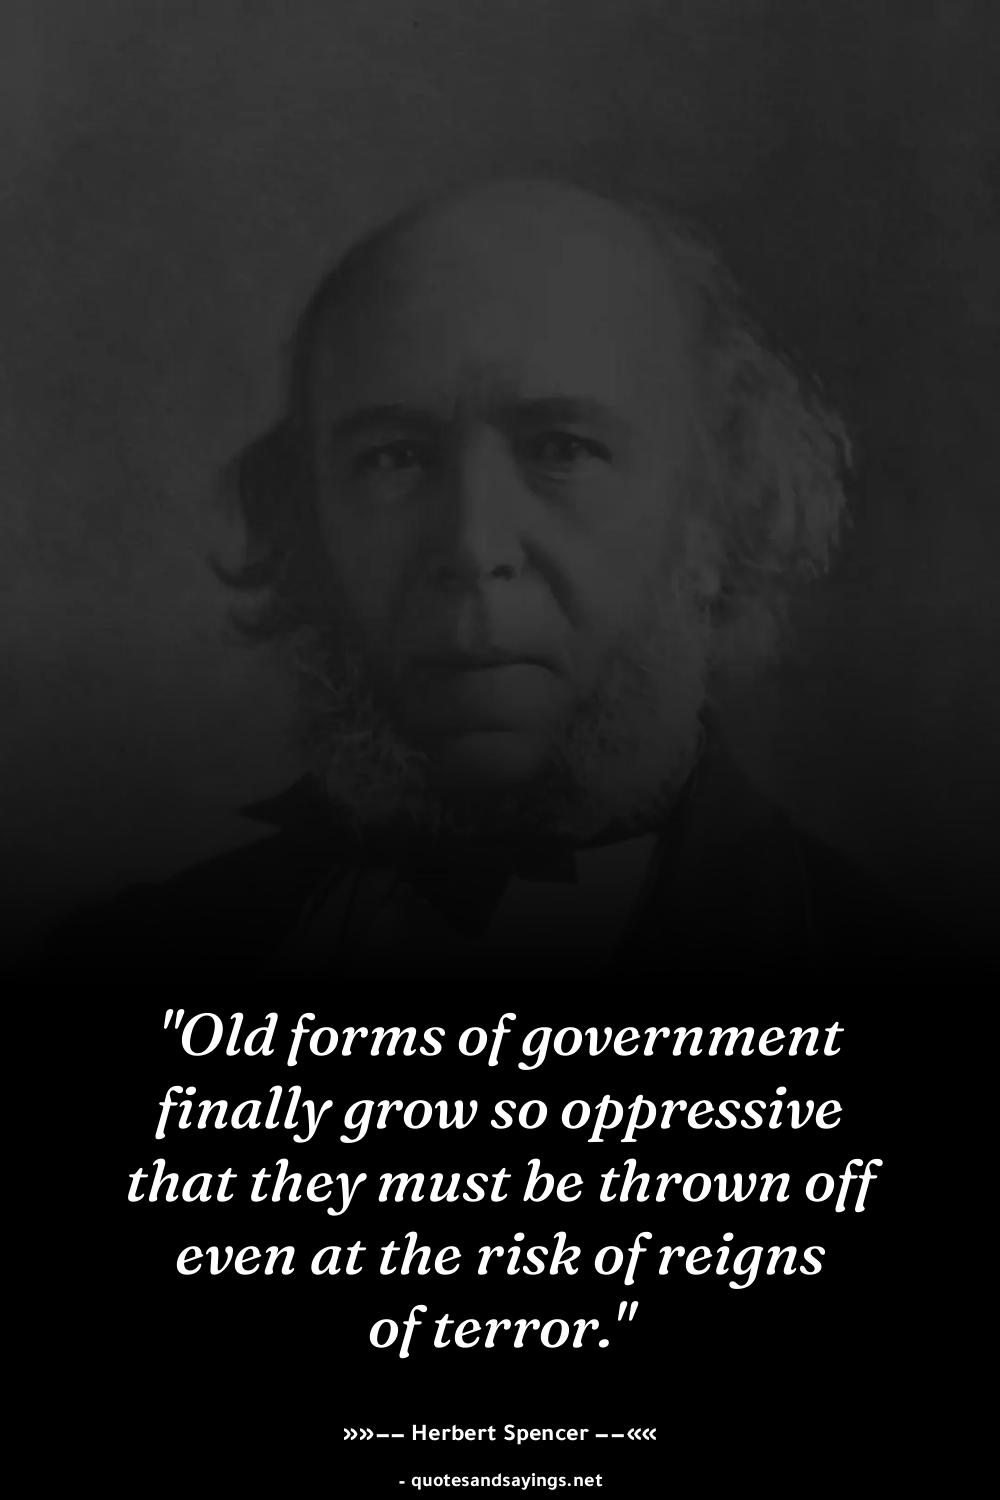 "Old forms of government
finally grow so oppressive
that they must be thrown off
even at the risk of reigns
of terror."
»»−− Herbert Spencer −−««
- quotesandsayings.net